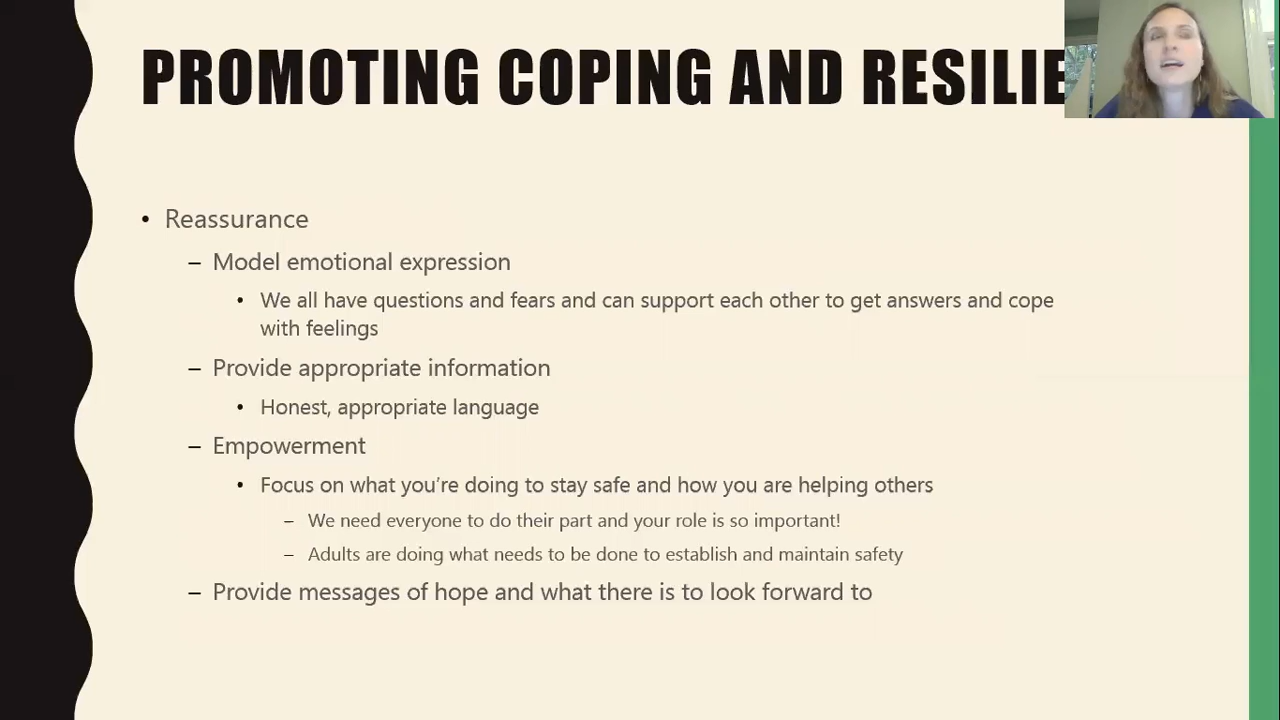 PROMOTING COPING AND RESILIE
• Reassurance
– Model emotional expression
• We all have questions and fears and can support each other to get answers and cope
with feelings
– Provide appropriate information
• Honest, appropriate language
– Empowerment
• Focus on what you’re doing to stay safe and how you are helping others
– We need everyone to do their part and your role is so important!
– Adults are doing what needs to be done to establish and maintain safety
– Provide messages of hope and what there is to look forward to